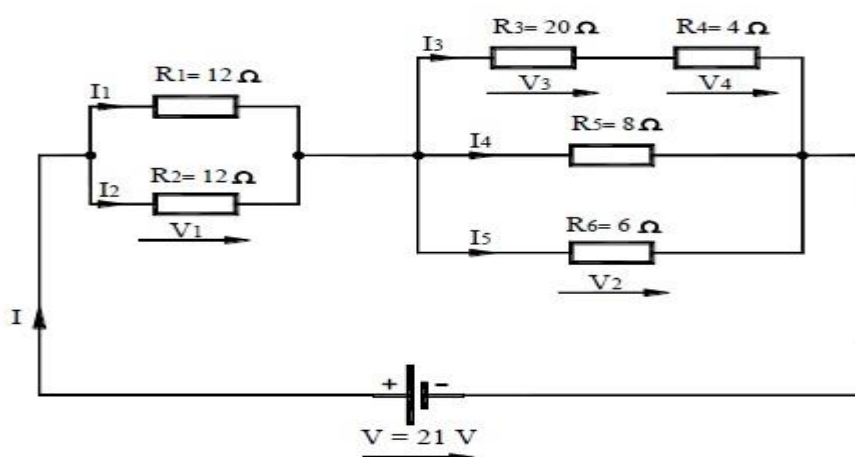 R3= 20 Ω
R4= 4 Ω
I3
V3
V4
R1= 12 Ω
I1
R2= 12 Ω
I2
V1
R5= 8 Ω
I4
R6= 6 Ω
I5
V2
I
+ -
V = 21 V